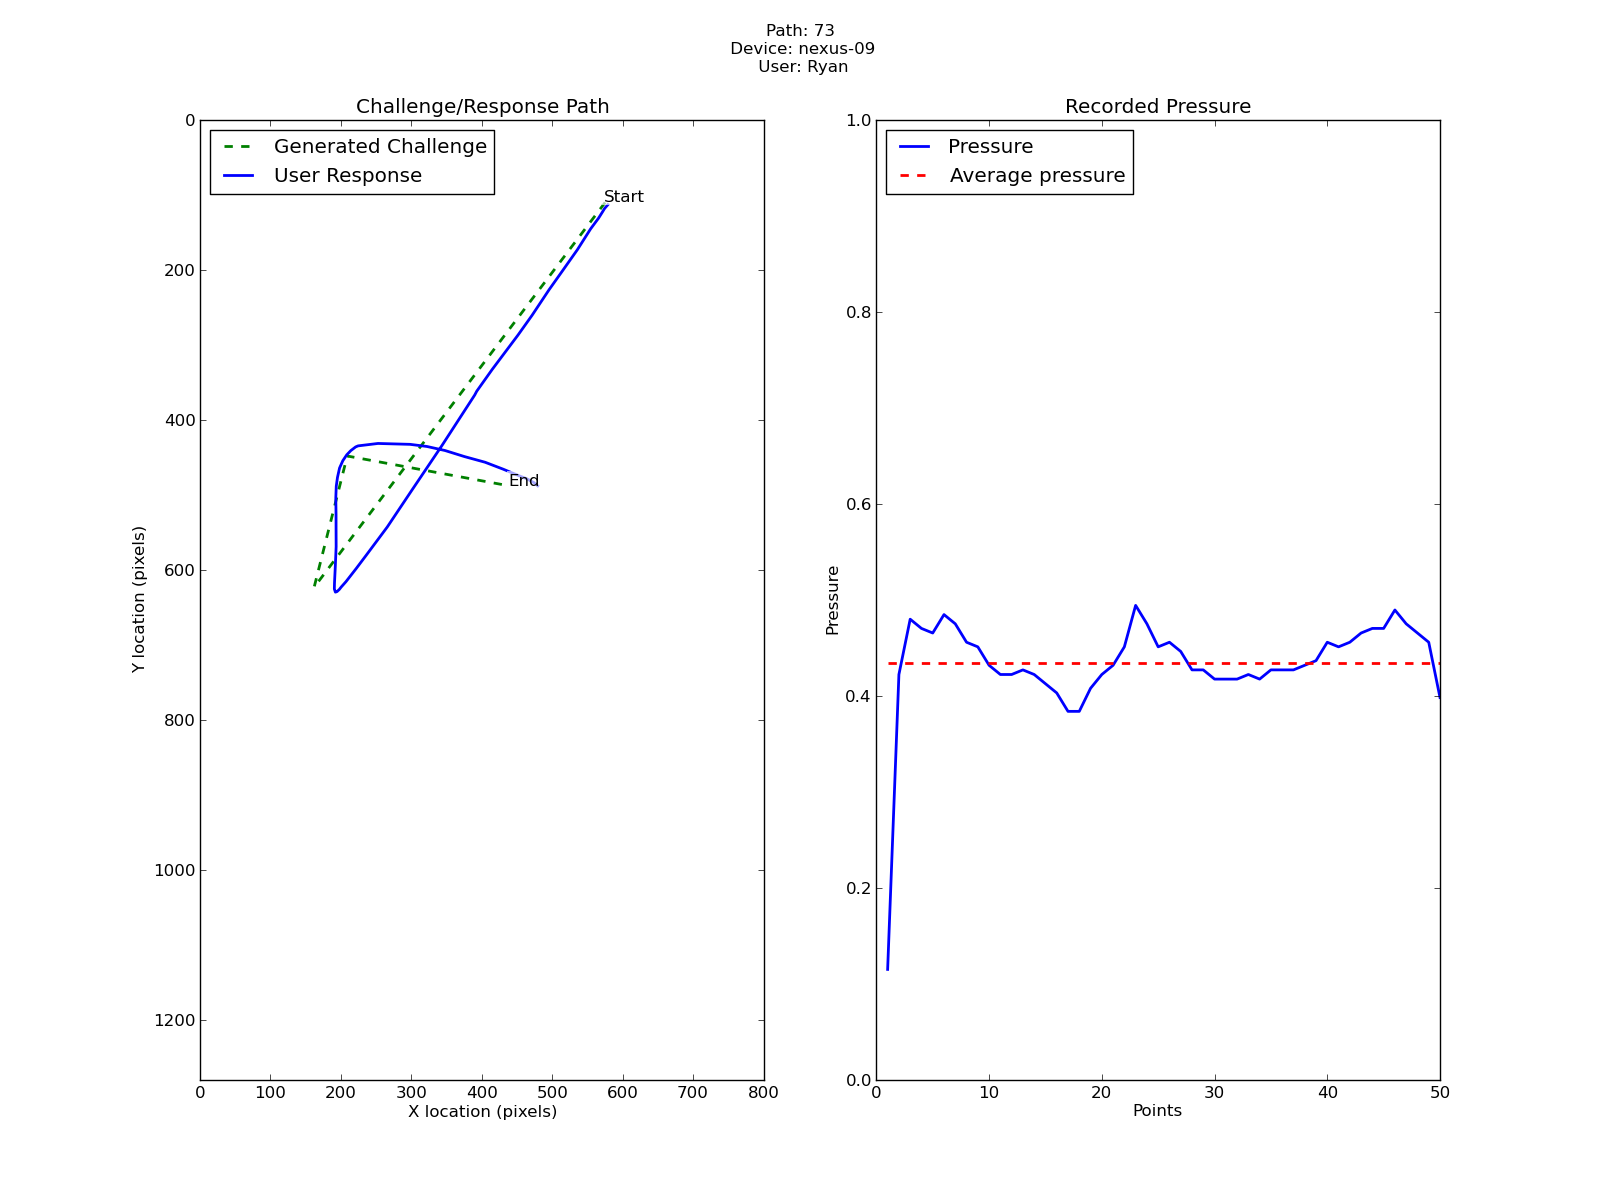 Path: 73
Device: nexus-09
User: Ryan
Challenge/Response Path
Generated Challenge
User Response
Start
End
0
200
400
600
800
1000
1200
Y location (pixels)
0 100 200 300 400 500 600 700 800
X location (pixels)
Recorded Pressure
Pressure
Average pressure
1.0
0.8
0.6
0.4
0.2
0.0
Pressure
0 10 20 30 40 50
Points